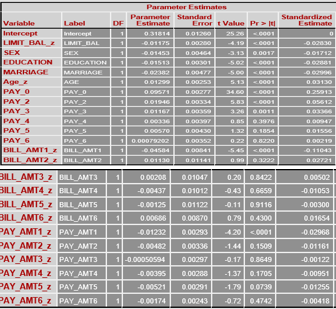 Parameter Estimates
Variable Label DF Parameter Estimate Standard Error t Value Pr > |t| Standardized Estimate
Intercept Intercept 1 0.31814 0.01260 25.26 <.0001 0
LIMIT_BAL_z LIMIT_BAL 1 -0.01175 0.00280 -4.19 <.0001 -0.02830
SEX SEX 1 -0.01453 0.00464 -3.13 0.0017 -0.01712
EDUCATION EDUCATION 1 -0.01513 0.00301 -5.02 <.0001 -0.02881
MARRIAGE MARRIAGE 1 -0.02382 0.00477 -5.00 <.0001 -0.02996
Age_z AGE 1 0.01299 0.00253 5.13 <.0001 0.03130
PAY_0 PAY_0 1 0.09571 0.00277 34.60 <.0001 0.25913
PAY_2 PAY_2 1 0.01946 0.00334 5.83 <.0001 0.05612
PAY_3 PAY_3 1 0.01167 0.00359 3.26 0.0011 0.03366
PAY_4 PAY_4 1 0.00336 0.00397 0.85 0.3976 0.00947
PAY_5 PAY_5 1 0.00570 0.00430 1.32 0.1854 0.01556
PAY_6 PAY_6 1 0.00078202 0.00352 0.22 0.8220 0.00219
BILL_AMT1_z BILL_AMT1 1 -0.04584 0.00841 -5.45 <.0001 -0.11043
BILL_AMT2_z BILL_AMT2 1 0.01130 0.01141 0.99 0.3222 0.02721
BILL_AMT3_z BILL_AMT3 1 0.00208 0.01047 0.20 0.8422 0.00502
BILL_AMT4_z BILL_AMT4 1 -0.00437 0.01012 -0.43 0.6659 -0.01053
BILL_AMT5_z BILL_AMT5 1 -0.00125 0.01122 -0.11 0.9116 -0.00300
BILL_AMT6_z BILL_AMT6 1 0.00686 0.00870 0.79 0.4300 0.01654
PAY_AMT1_z PAY_AMT1 1 -0.01232 0.00293 -4.20 <.0001 -0.02968
PAY_AMT2_z PAY_AMT2 1 -0.00482 0.00336 -1.44 0.1509 -0.01161
PAY_AMT3_z PAY_AMT3 1 -0.00050594 0.00297 -0.17 0.8649 -0.00122
PAY_AMT4_z PAY_AMT4 1 -0.00395 0.00288 -1.37 0.1705 -0.00951
PAY_AMT5_z PAY_AMT5 1 -0.00521 0.00291 -1.79 0.0739 -0.01255
PAY_AMT6_z PAY_AMT6 1 -0.00174 0.00243 -0.72 0.4742 -0.00418